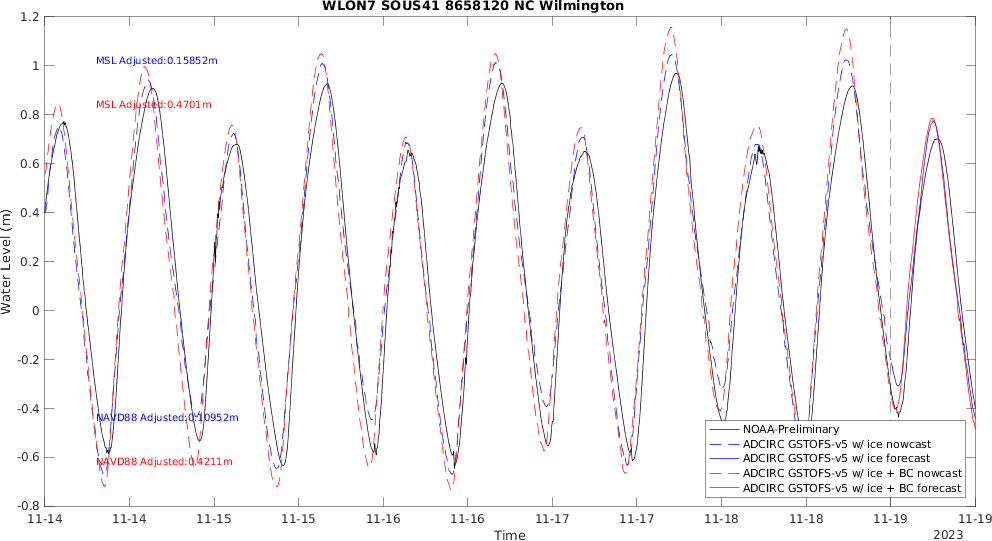 WLON7 SOUS41 8658120 NC Wilmington
1.2
1
0.8
0.6
0.4
0.2
0
-0.2
-0.4
-0.6
-0.8
Water Level (m)
MSL Adjusted:0.15852m
MSL Adjusted:0.4701m
NAVD88 Adjusted:0.10952m
NAVD88 Adjusted:0.4211m
NOAA-Preliminary
ADCIRC GSTOFS-v5 w/ ice nowcast
ADCIRC GSTOFS-v5 w/ ice forecast
ADCIRC GSTOFS-v5 w/ ice + BC nowcast
ADCIRC GSTOFS-v5 w/ ice + BC forecast
11-14 11-14 11-15 11-15 11-16 11-16 11-17 11-17 11-18 11-18 11-19 11-19
Time
2023